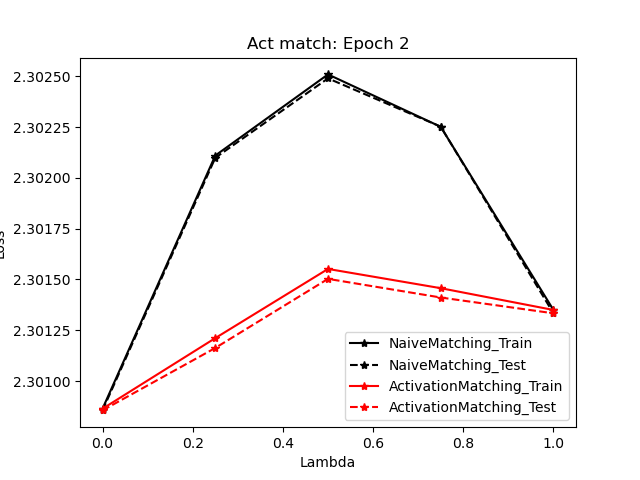 Act match: Epoch 2
Loss
2.30250
2.30225
2.30200
2.30175
2.30150
2.30125
2.30100
NaiveMatching_Train
NaiveMatching_Test
ActivationMatching_Train
ActivationMatching_Test
0.0 0.2 0.4 0.6 0.8 1.0
Lambda